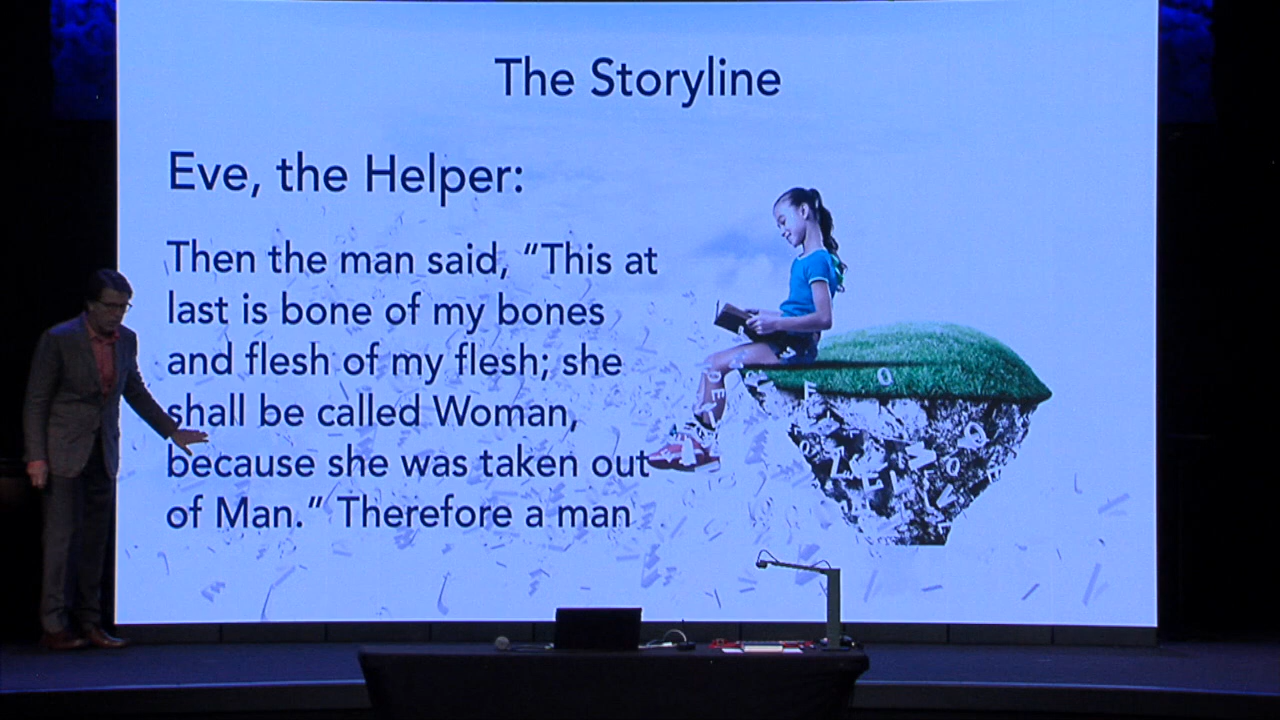 The Storyline
Eve, the Helper:
Then the man said, “This at
last is bone of my bones
and flesh of my flesh; she
shall be called Woman,
because she was taken out
of Man.” Therefore a man